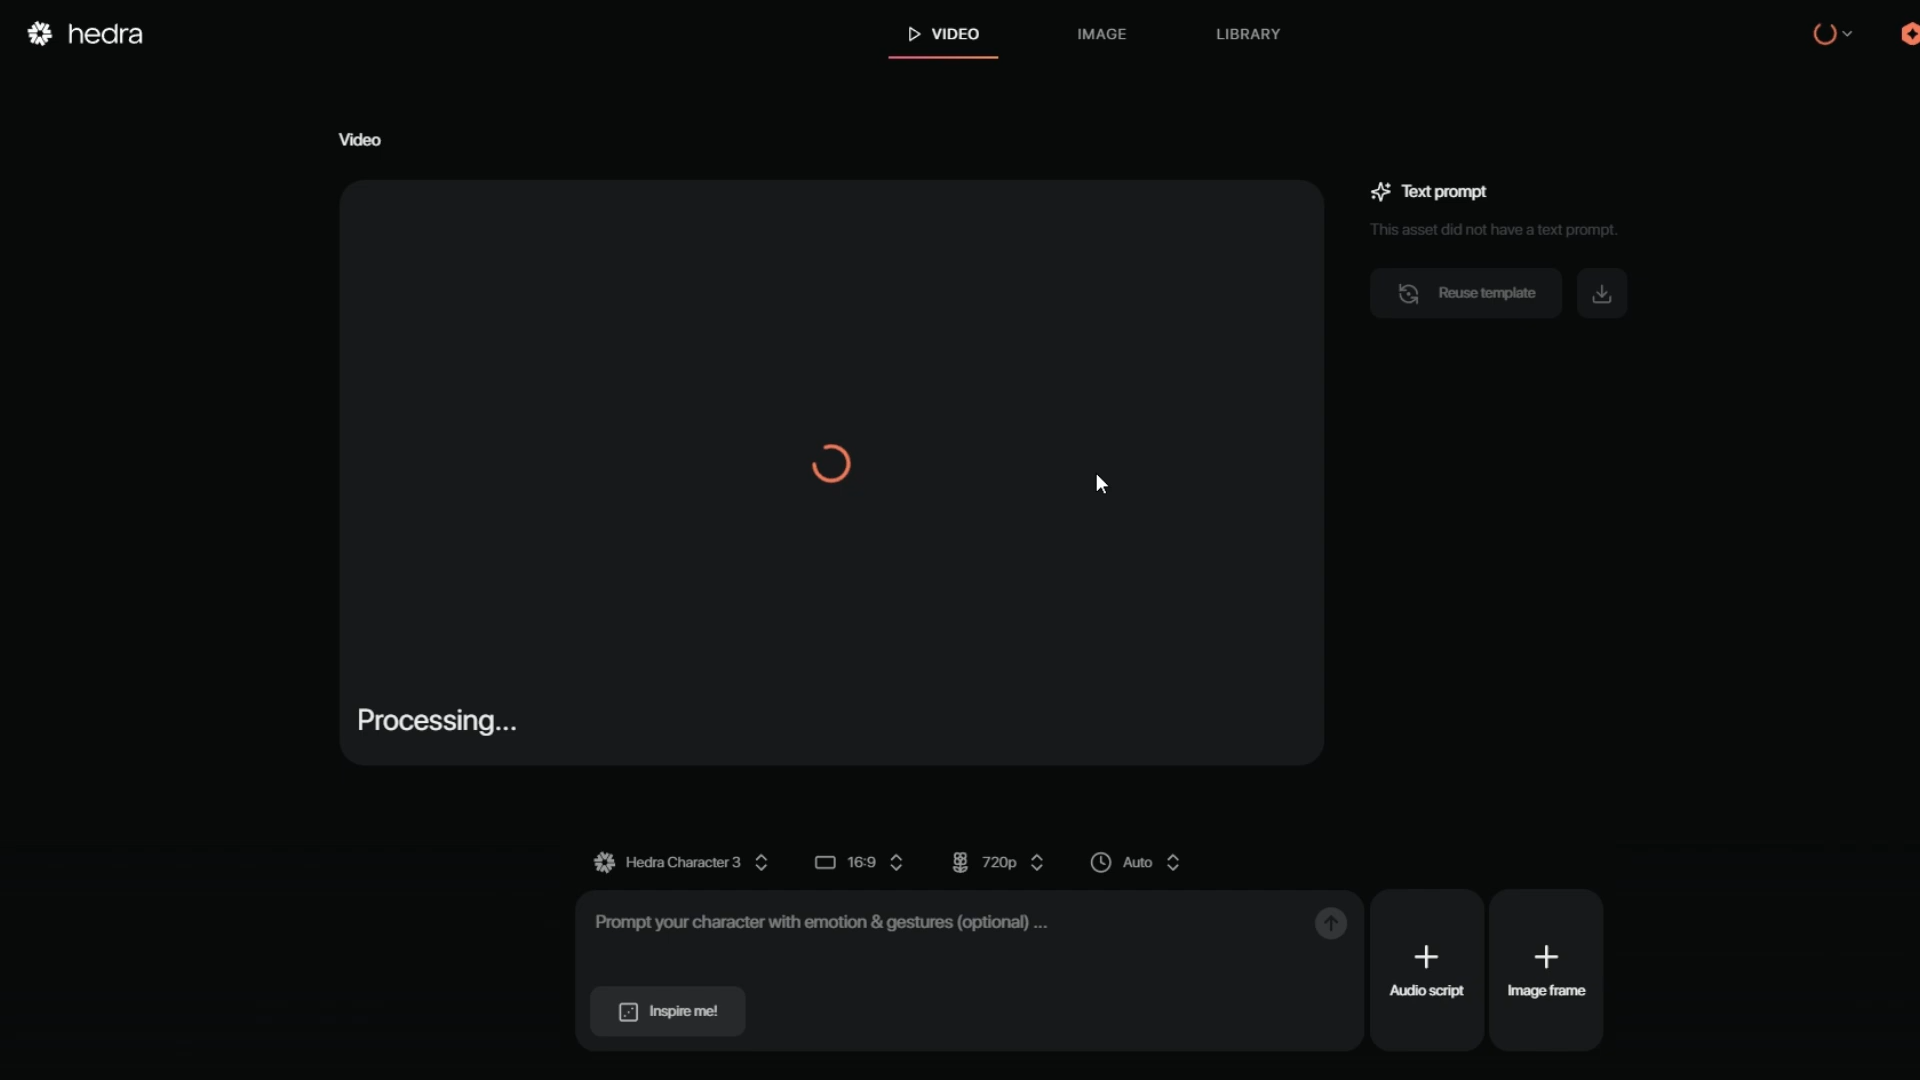 hedra
VIDEO
IMAGE
LIBRARY
Video
Text prompt
This asset did not have a text prompt.
Reuse template
Processing...
Hedra Character 3
16:9
720p
Auto
Prompt your character with emotion & gestures (optional) ...
Inspire me!
Audio script
Image frame